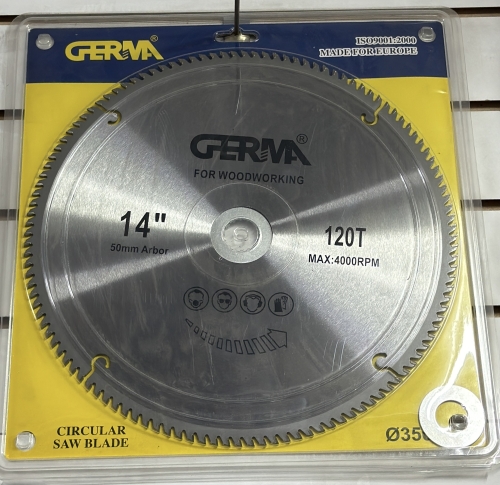 GERMA
ISO9001:2000
MADE FOR EUROPE
GERMA®
FOR WOODWORKING
14"
50mm Arbor
120T
MAX:4000RPM
CIRCULAR
SAW BLADE